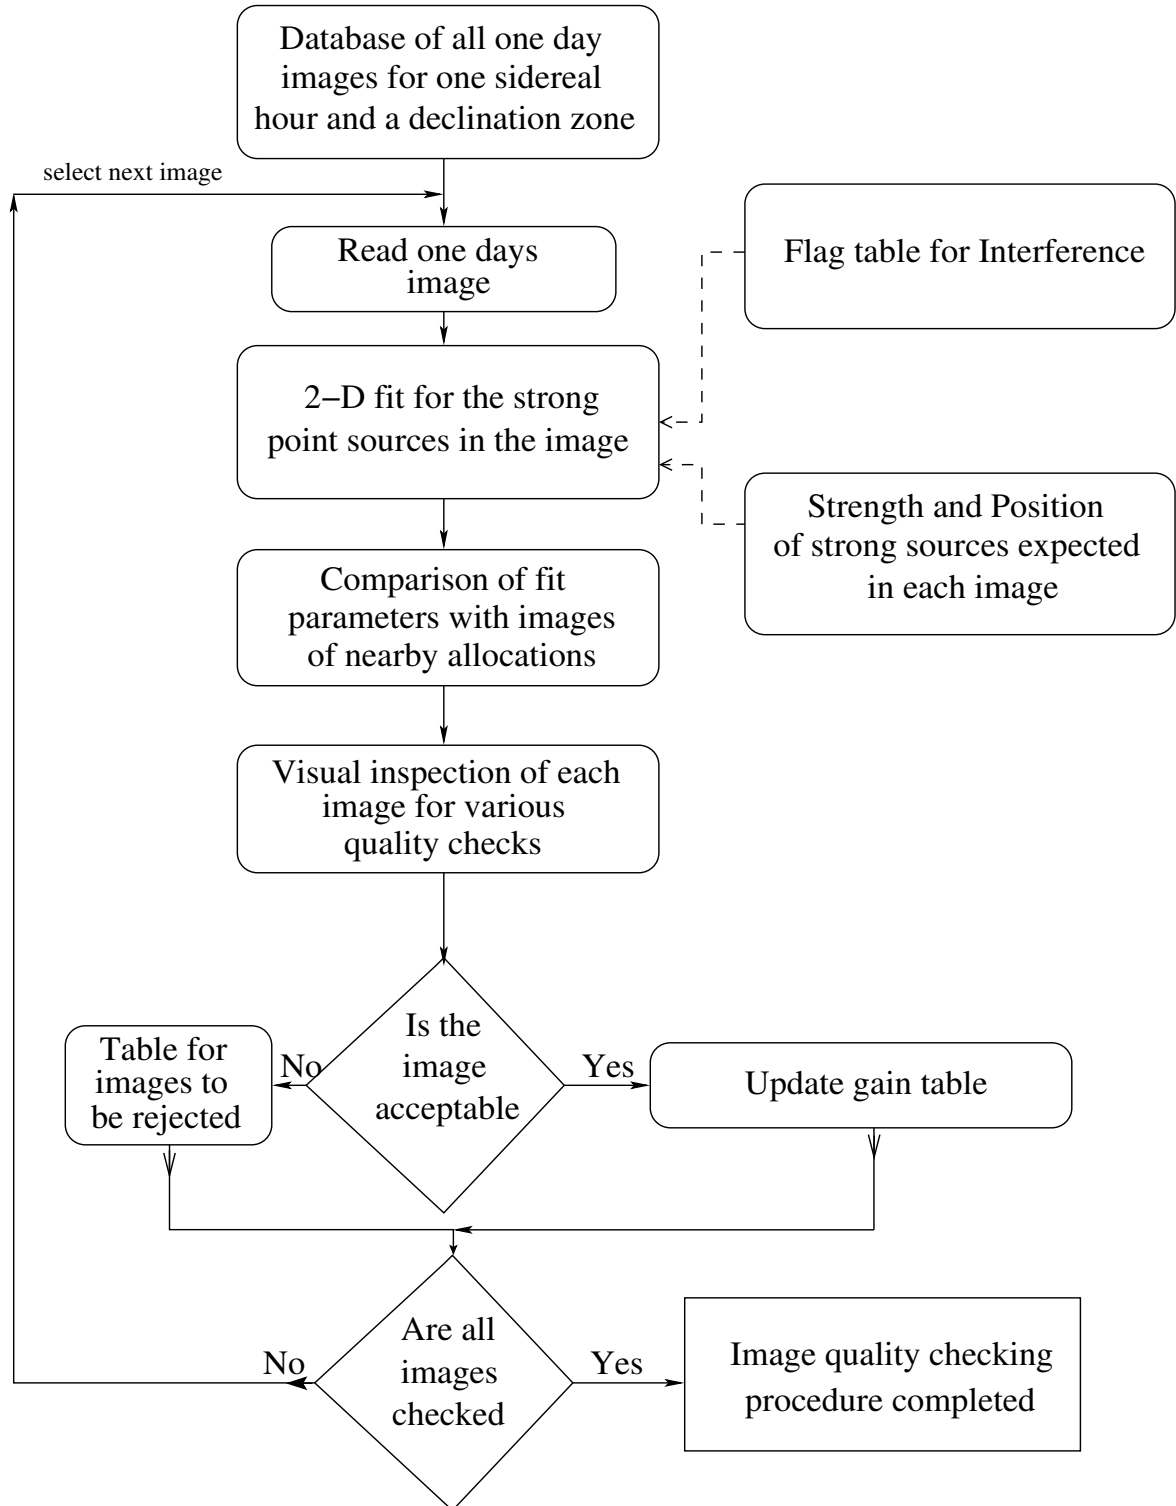 Database of all one day
images for one sidereal
hour and a declination zone
select next image
Read one days
image
Flag table for Interference
2−D fit for the strong
point sources in the image
Strength and Position
of strong sources expected
in each image
Comparison of fit
parameters with images
of nearby allocations
Visual inspection of each
image for various
quality checks
Is the
image
acceptable
No
Yes
Table for
images to
be rejected
Update gain table
Are all
images
checked
No
Yes
Image quality checking
procedure completed